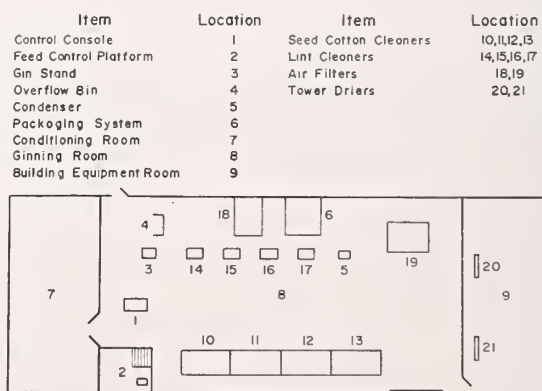 Item Location Item Location
Control Console 1 Seed Cotton Cleaners 10,11,12,13
Feed Control Platform 2 Lint Cleaners 14,15,16,17
Gin Stand 3 Air Filters 18,19
Overflow Bin 4 Tower Driers 20,21
Condenser 5
Packoging System 6
Conditioning Room 7
Ginning Room 8
Building Equipment Room 9
4 18 6
3 14 15 16 17 5 19 20
7 8 9
1
10 11 12 13 21
2